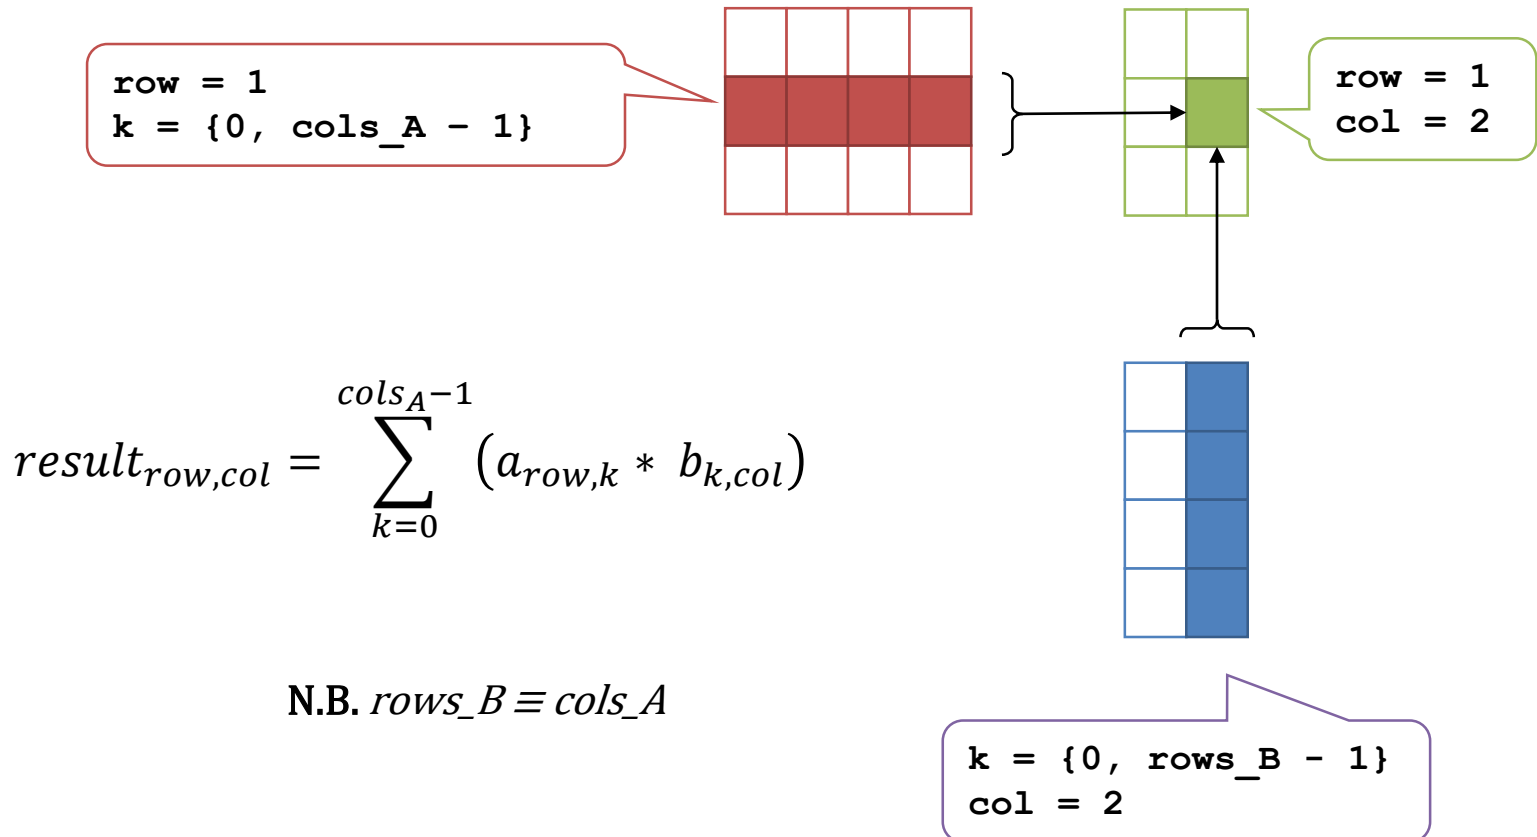 row = 1
k = {0, cols_A – 1}
row = 1
col = 2
cols_A−1
result_row,col = ∑ (a_row,k * b_k,col)
k=0
N.B. rows_B ≡ cols_A
k = {0, rows_B - 1}
col = 2